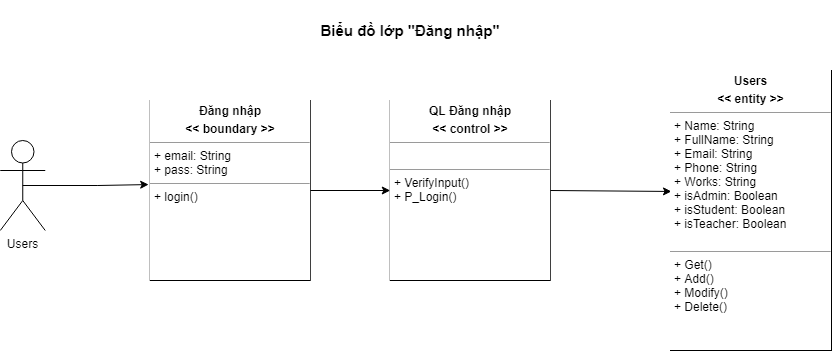 Biểu đồ lớp "Đăng nhập"
Users
Đăng nhập
<< boundary >>
+ email: String
+ pass: String
+ login()
QL Đăng nhập
<< control >>
+ VerifyInput()
+ P_Login()
Users
<< entity >>
+ Name: String
+ FullName: String
+ Email: String
+ Phone: String
+ Works: String
+ isAdmin: Boolean
+ isStudent: Boolean
+ isTeacher: Boolean
+ Get()
+ Add()
+ Modify()
+ Delete()